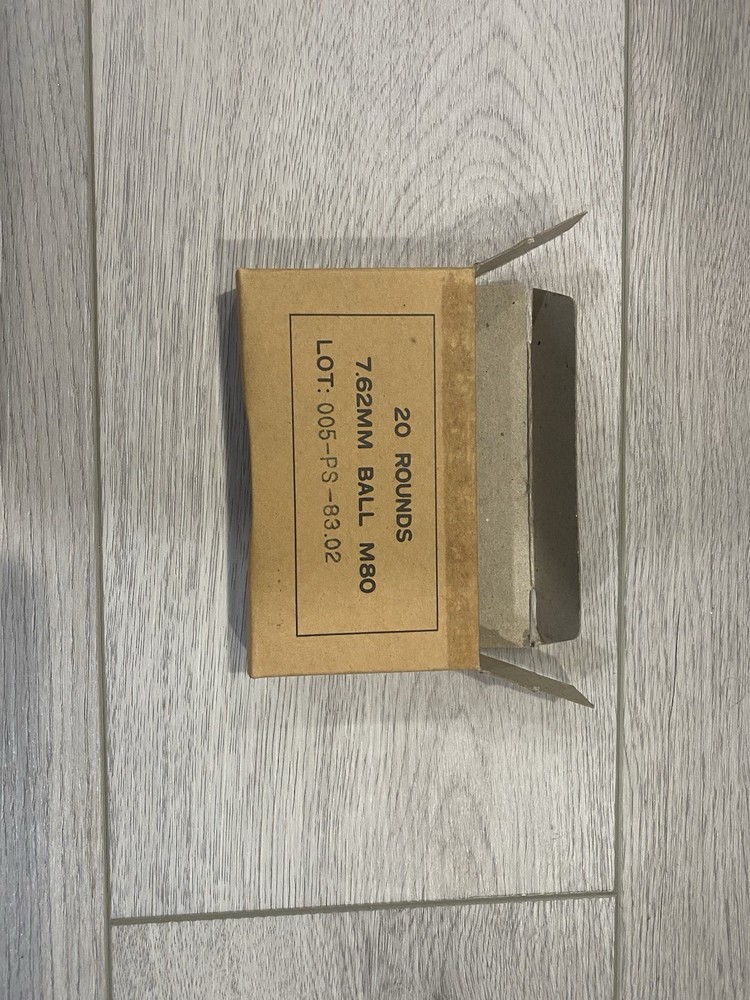 20 ROUNDS
7.62MM BALL M80
LOT: 005-PS-83.02